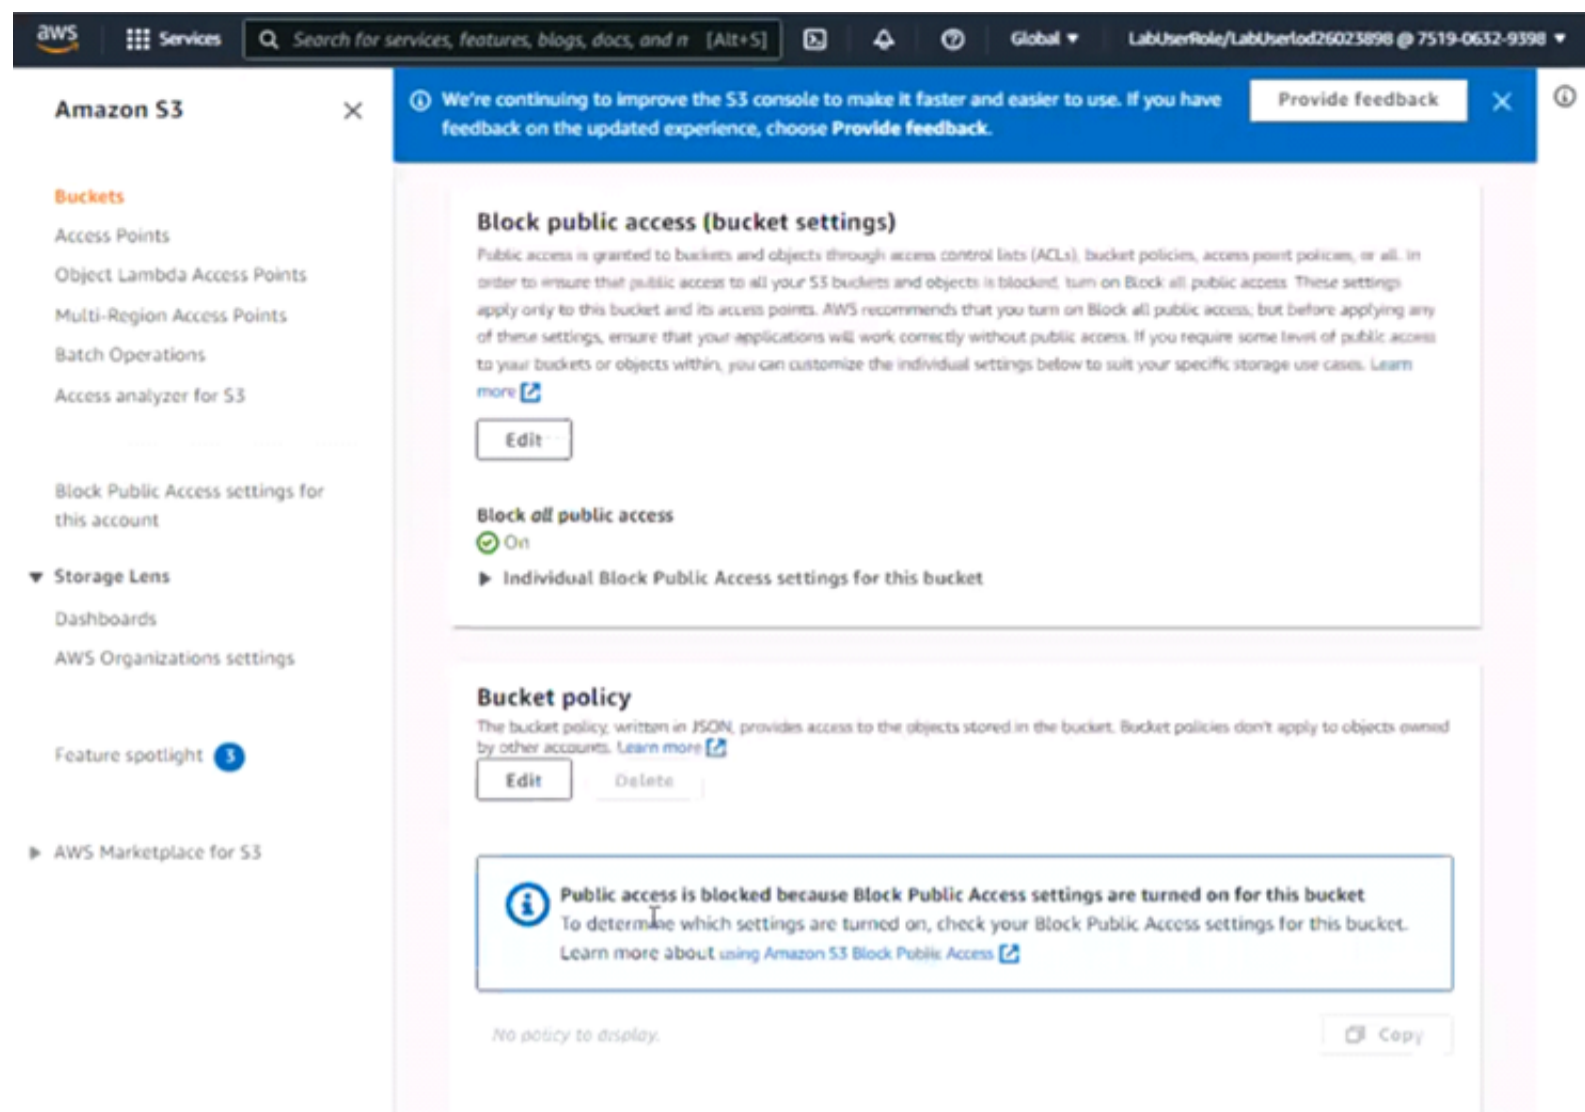 aws
Services
Search for services, features, blogs, docs, and m
[Alt+S]
Global
LabUserRole/LabUserlod26023898 @ 7519-0632-9398
Amazon S3
Buckets
Access Points
Object Lambda Access Points
Multi-Region Access Points
Batch Operations
Access analyzer for S3
Block Public Access settings for
this account
Storage Lens
Dashboards
AWS Organizations settings
Feature spotlight 3
AWS Marketplace for S3
We're continuing to improve the S3 console to make it faster and easier to use. If you have
feedback on the updated experience, choose Provide feedback.
Provide feedback
Block public access (bucket settings)
Public access is granted to buckets and objects through access control lists (ACLs), bucket policies, access point policies, or all. In
order to ensure that public access to all your S3 buckets and objects is blocked, turn on Block all public access. These settings
apply only to this bucket and its access points. AWS recommends that you turn on Block all public access, but before applying any
of these settings, ensure that your applications will work correctly without public access. If you require some level of public access
to your buckets or objects within, you can customize the individual settings below to suit your specific storage use cases. Learn
more
Edit
Block all public access
On
Individual Block Public Access settings for this bucket
Bucket policy
The bucket policy, written in JSON, provides access to the objects stored in the bucket. Bucket policies don't apply to objects owned
by other accounts. Learn more
Edit
Delete
Public access is blocked because Block Public Access settings are turned on for this bucket
To determine which settings are turned on, check your Block Public Access settings for this bucket.
Learn more about using Amazon S3 Block Public Access
No policy to display.
Copy